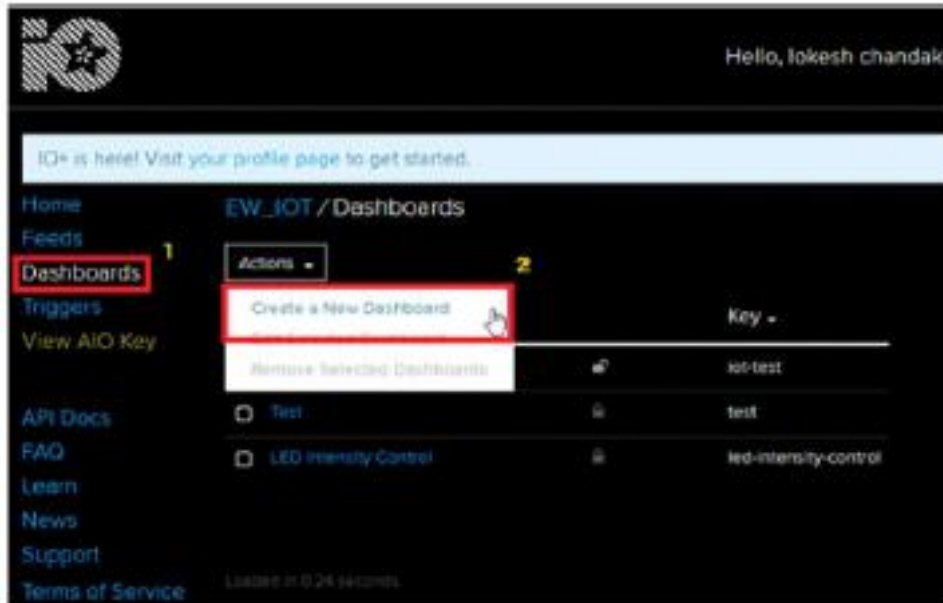 iO
Hello, lokesh chandak
IO+ is here! Visit your profile page to get started.
Home
Feeds
1
Dashboards
Triggers
View AIO Key
API Docs
FAQ
Learn
News
Support
Terms of Service
EW_IOT / Dashboards
Actions
2
Create a New Dashboard
Remove Selected Dashboards
Key
iot-test
Test
test
LED Intensity Control
led-intensity-control
Loaded in 0.24 seconds.